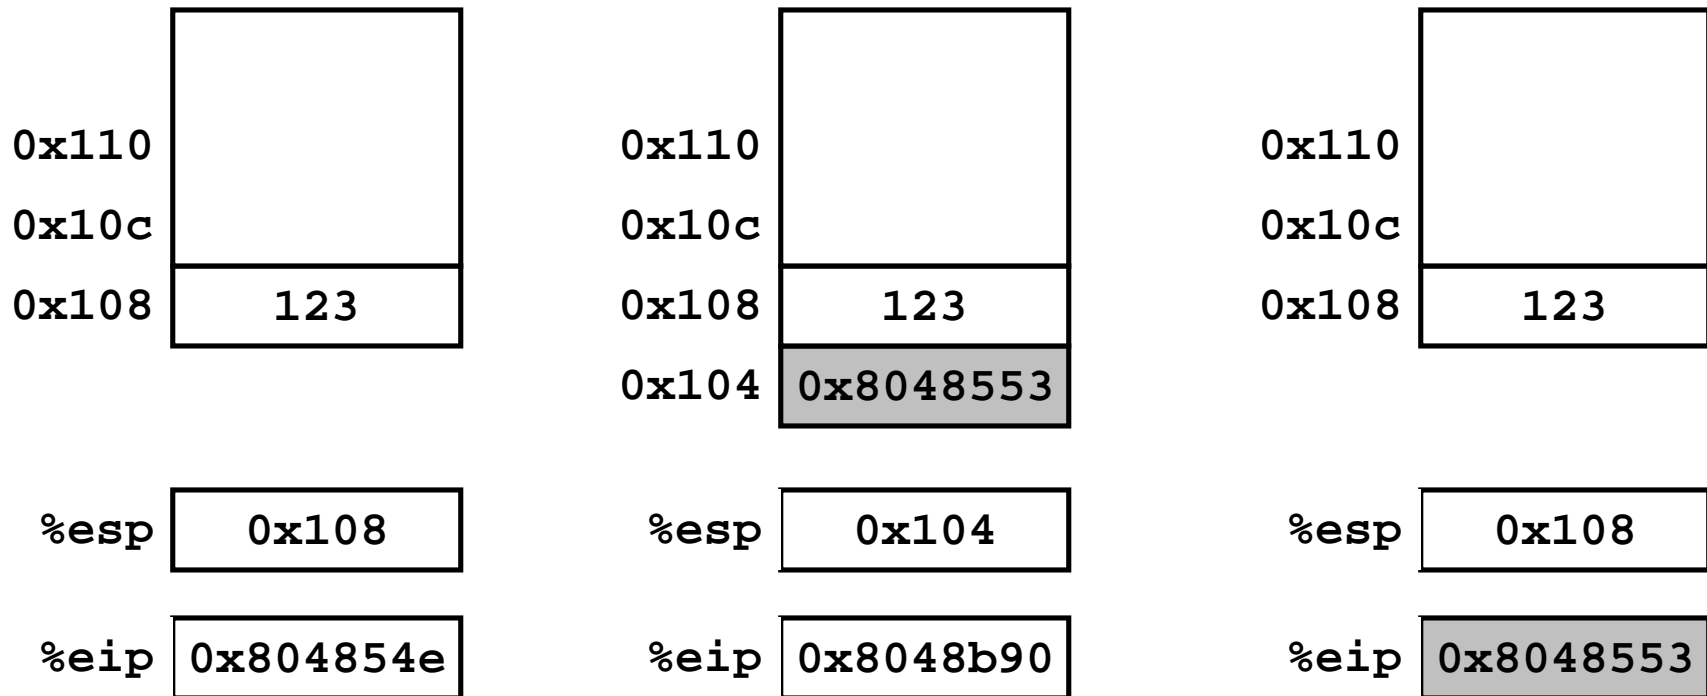 0x110 0x110 0x110
0x10c 0x10c 0x10c
0x108 123 0x108 123 0x108 123
0x104 0x8048553
%esp 0x108 %esp 0x104 %esp 0x108
%eip 0x804854e %eip 0x8048b90 %eip 0x8048553